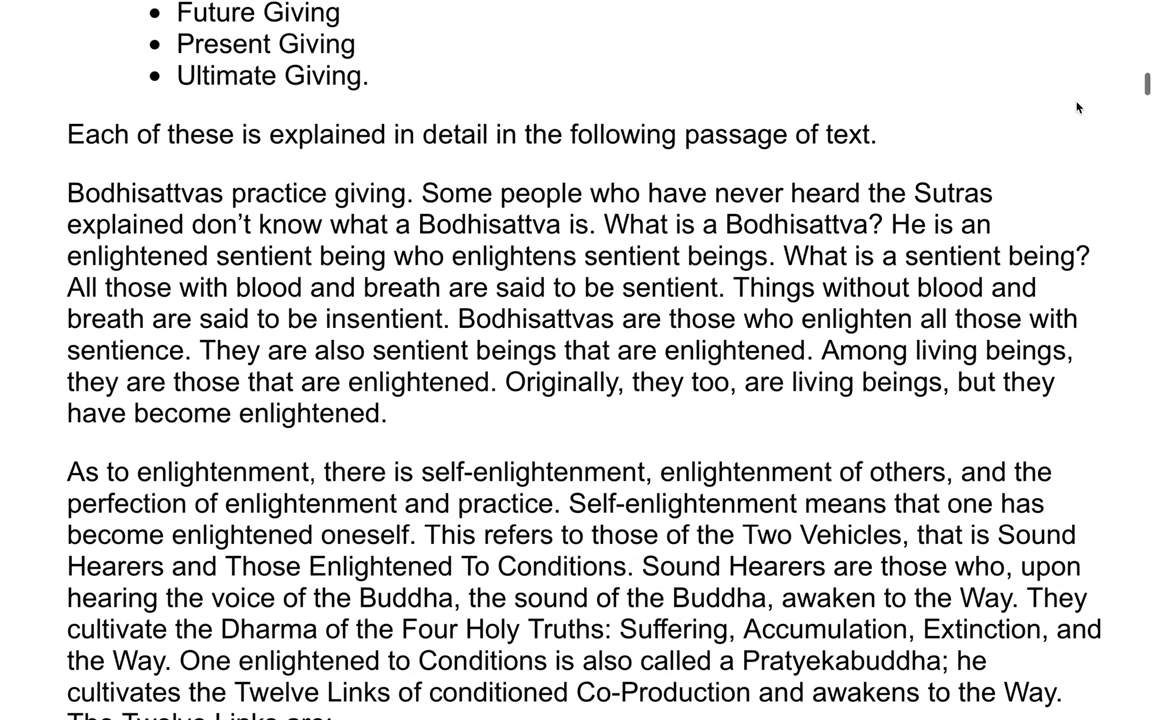 • Future Giving
• Present Giving
• Ultimate Giving.
Each of these is explained in detail in the following passage of text.
Bodhisattvas practice giving. Some people who have never heard the Sutras
explained don’t know what a Bodhisattva is. What is a Bodhisattva? He is an
enlightened sentient being who enlightens sentient beings. What is a sentient being?
All those with blood and breath are said to be sentient. Things without blood and
breath are said to be insentient. Bodhisattvas are those who enlighten all those with
sentience. They are also sentient beings that are enlightened. Among living beings,
they are those that are enlightened. Originally, they too, are living beings, but they
have become enlightened.
As to enlightenment, there is self-enlightenment, enlightenment of others, and the
perfection of enlightenment and practice. Self-enlightenment means that one has
become enlightened oneself. This refers to those of the Two Vehicles, that is Sound
Hearers and Those Enlightened To Conditions. Sound Hearers are those who, upon
hearing the voice of the Buddha, the sound of the Buddha, awaken to the Way. They
cultivate the Dharma of the Four Holy Truths: Suffering, Accumulation, Extinction, and
the Way. One enlightened to Conditions is also called a Pratyekabuddha; he
cultivates the Twelve Links of conditioned Co-Production and awakens to the Way.
The Twelve Links are: